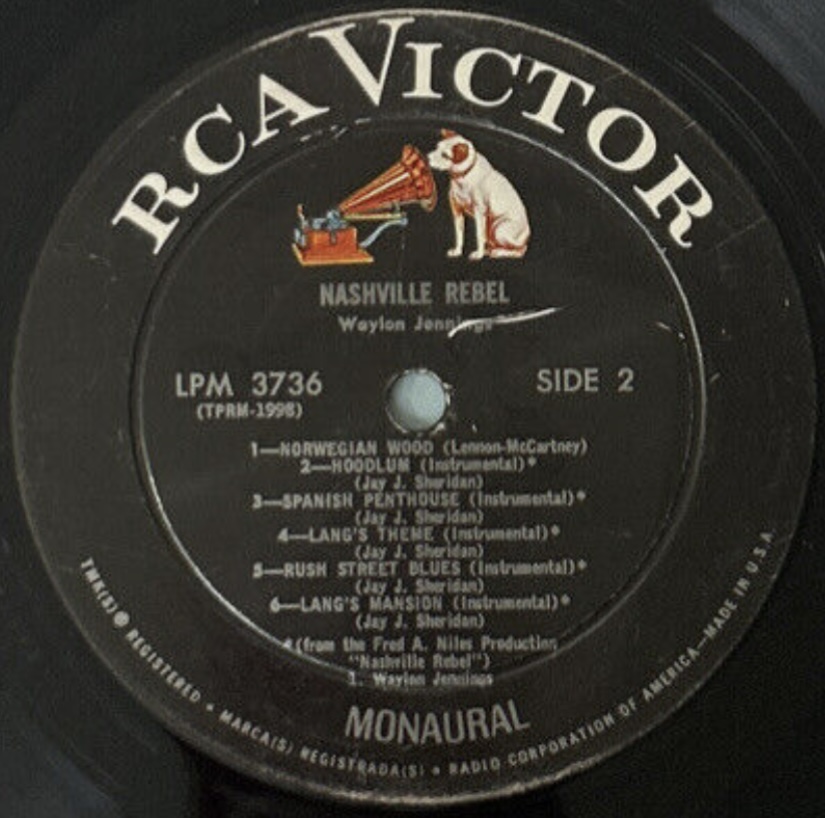 RCA VICTOR
NASHVILLE REBEL
Waylon Jennings
LPM 3736
(TPRM-1998)
SIDE 2
1—NORWEGIAN WOOD (Lennon-McCartney)
2—HOODLUM (Instrumental)*
(Jay J. Sheridan)
3—SPANISH PENTHOUSE (Instrumental)*
(Jay J. Sheridan)
4—LANG'S THEME (Instrumental)*
(Jay J. Sheridan)
5—RUSH STREET BLUES (Instrumental)*
(Jay J. Sheridan)
6—LANG'S MANSION (Instrumental)*
(Jay J. Sheridan)
*(from the Fred A. Niles Production
"Nashville Rebel")
1. Waylon Jennings
MONAURAL
TMK(S) ® REGISTERED • MARCA(S) REGISTRADA(S) • RADIO CORPORATION OF AMERICA—MADE IN U.S.A.